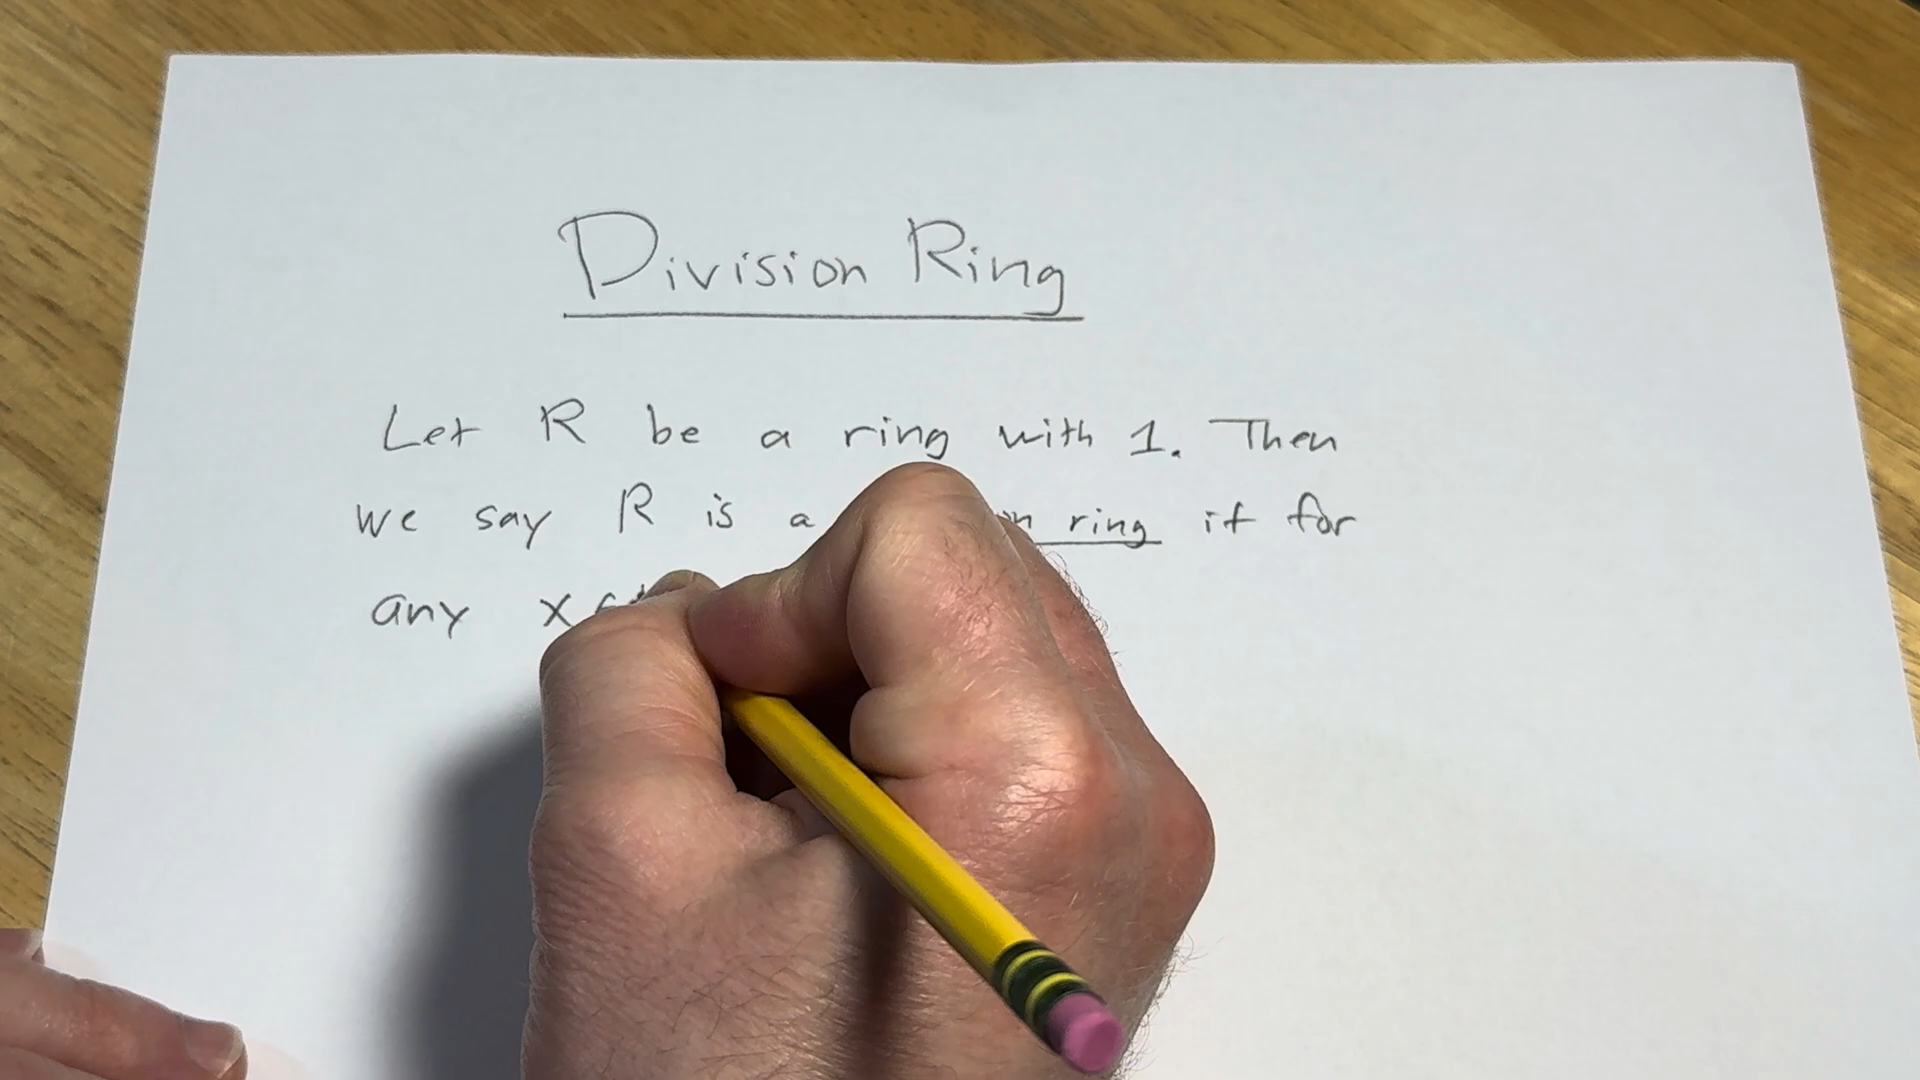 Division Ring
Let R be a ring with 1. Then
we say R is a ring if for
any x